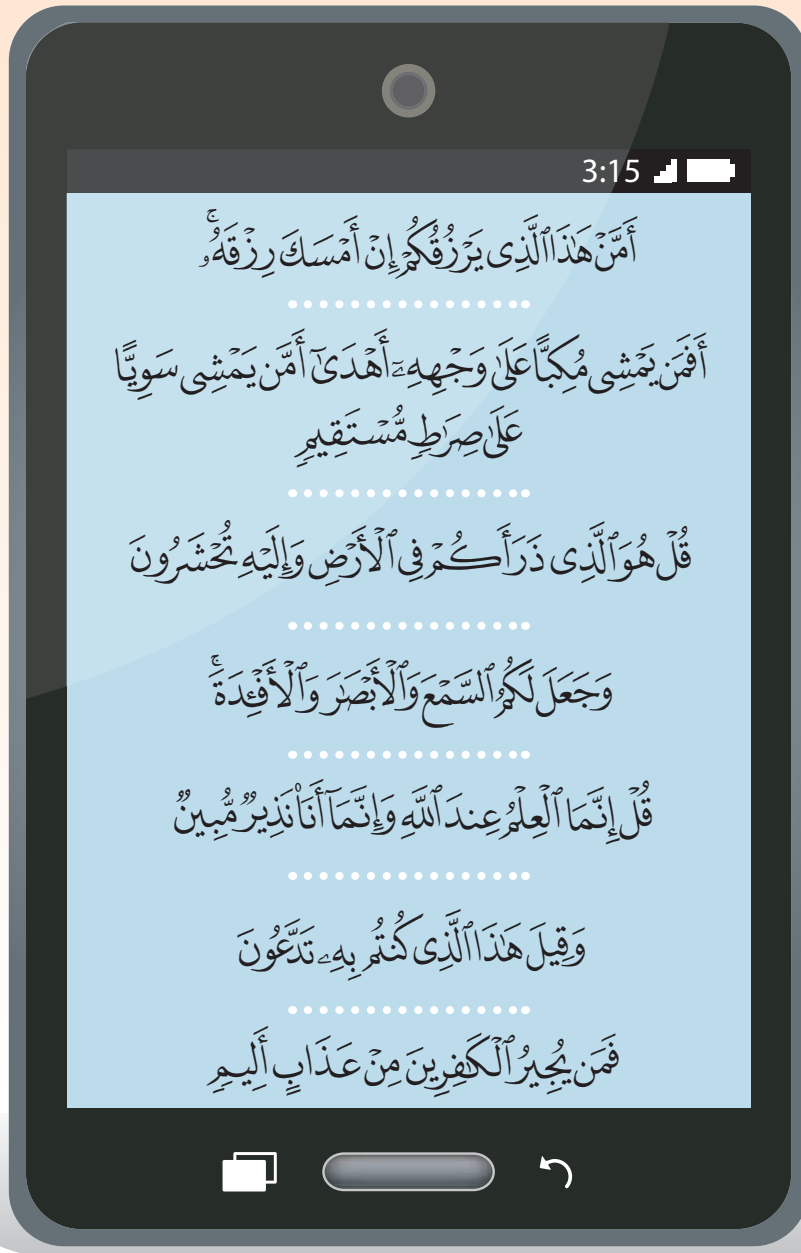 3:15
أَمَّنۡ هَٰذَا ٱلَّذِي يَرۡزُقُكُمۡ إِنۡ أَمۡسَكَ رِزۡقَهُۥۚ
أَفَمَن يَمۡشِي مُكِبًّا عَلَىٰ وَجۡهِهِۦٓ أَهۡدَىٰٓ أَمَّن يَمۡشِي سَوِيًّا
عَلَىٰ صِرَٰطٖ مُّسۡتَقِيمٖ
قُلۡ هُوَ ٱلَّذِي ذَرَأَكُمۡ فِي ٱلۡأَرۡضِ وَإِلَيۡهِ تُحۡشَرُونَ
وَجَعَلَ لَكُمُ ٱلسَّمۡعَ وَٱلۡأَبۡصَٰرَ وَٱلۡأَفۡـِٔدَةَۚ
قُلۡ إِنَّمَا ٱلۡعِلۡمُ عِندَ ٱللَّهِ وَإِنَّمَآ أَنَا۠ نَذِيرٞ مُّبِينٞ
وَقِيلَ هَٰذَا ٱلَّذِي كُنتُم بِهِۦ تَدَّعُونَ
فَمَن يُجِيرُ ٱلۡكَٰفِرِينَ مِنۡ عَذَابٍ أَلِيمٖ